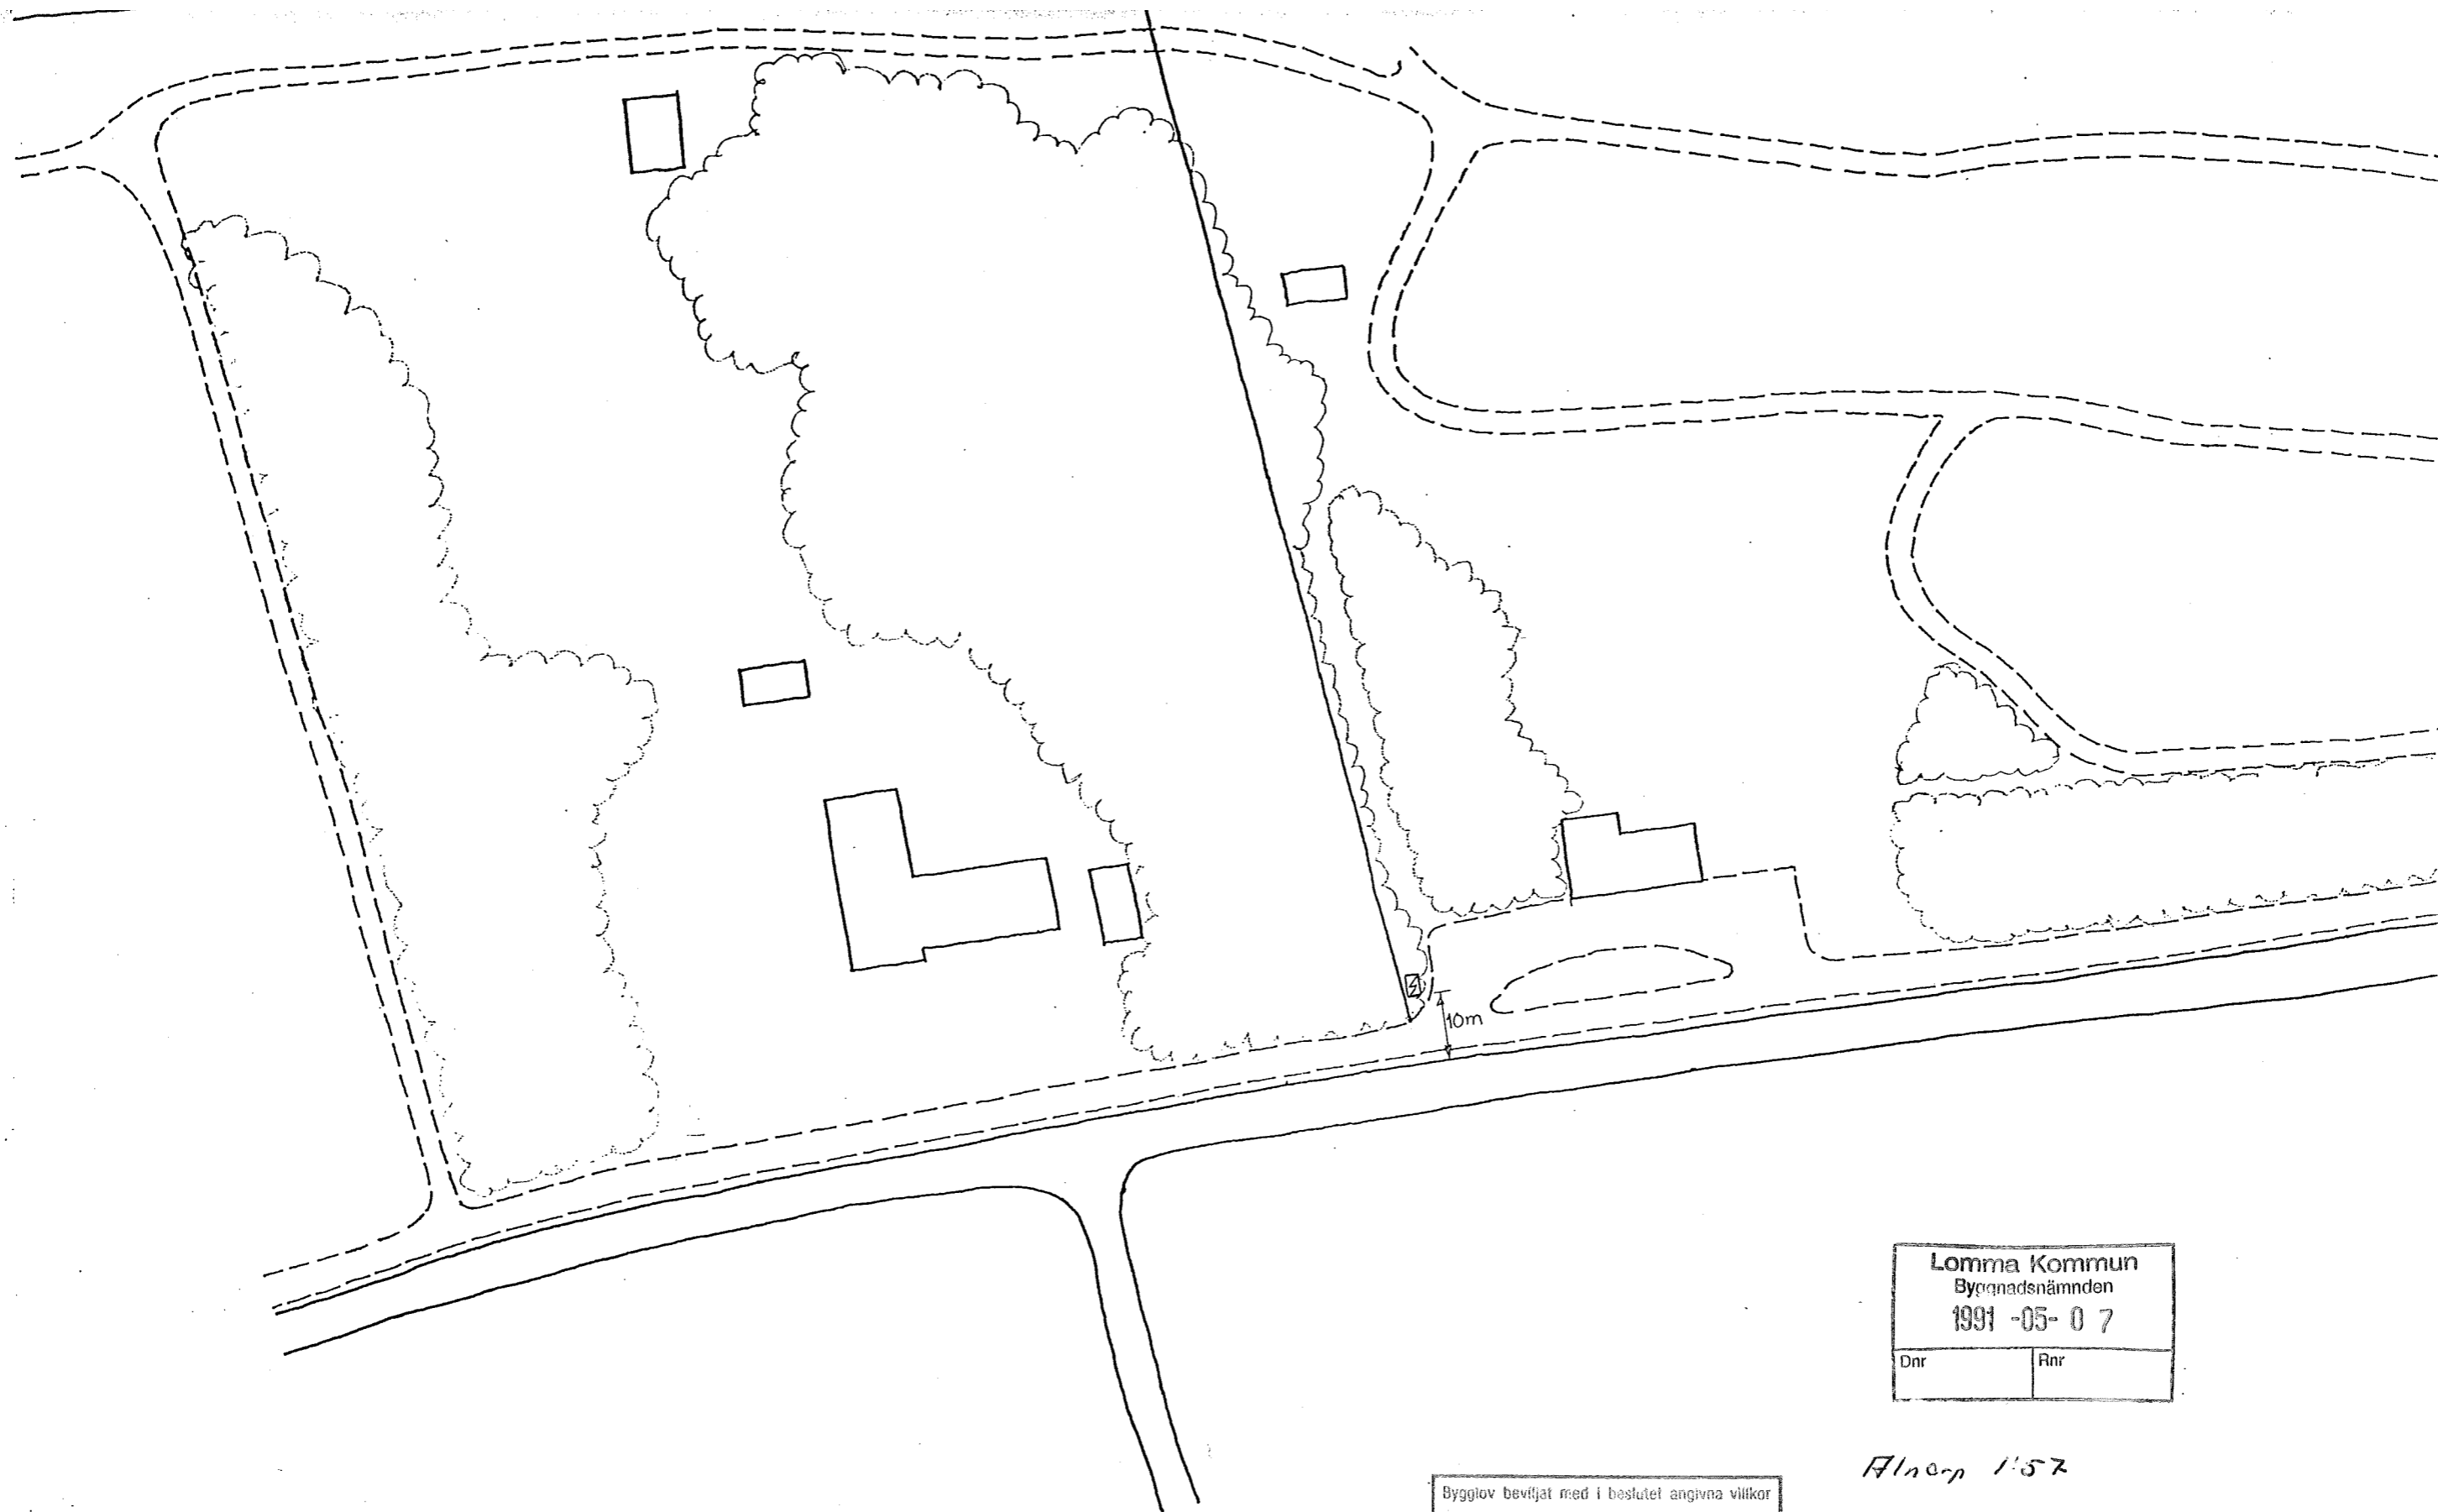 10m
Lomma Kommun
Byggnadsnämnden
1991 -05- 0 7
Dnr
Rnr
Alnarp 1:57
Bygglov beviljat med i beslutet angivna villkor